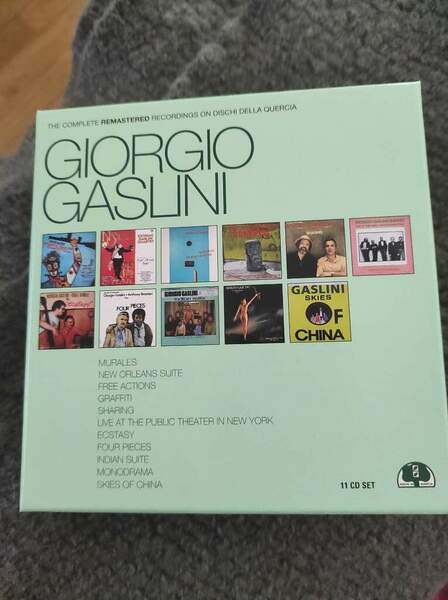 THE COMPLETE REMASTERED RECORDINGS ON DISCHI DELLA QUERCIA
GIORGIO
GASLINI
GASLINI
SKIES
OF
CHINA
FOUR PIECES
MURALES
NEW ORLEANS SUITE
FREE ACTIONS
GRAFFITI
SHARING
LIVE AT THE PUBLIC THEATER IN NEW YORK
ECSTASY
FOUR PIECES
INDIAN SUITE
MONODRAMA
SKIES OF CHINA
11 CD SET